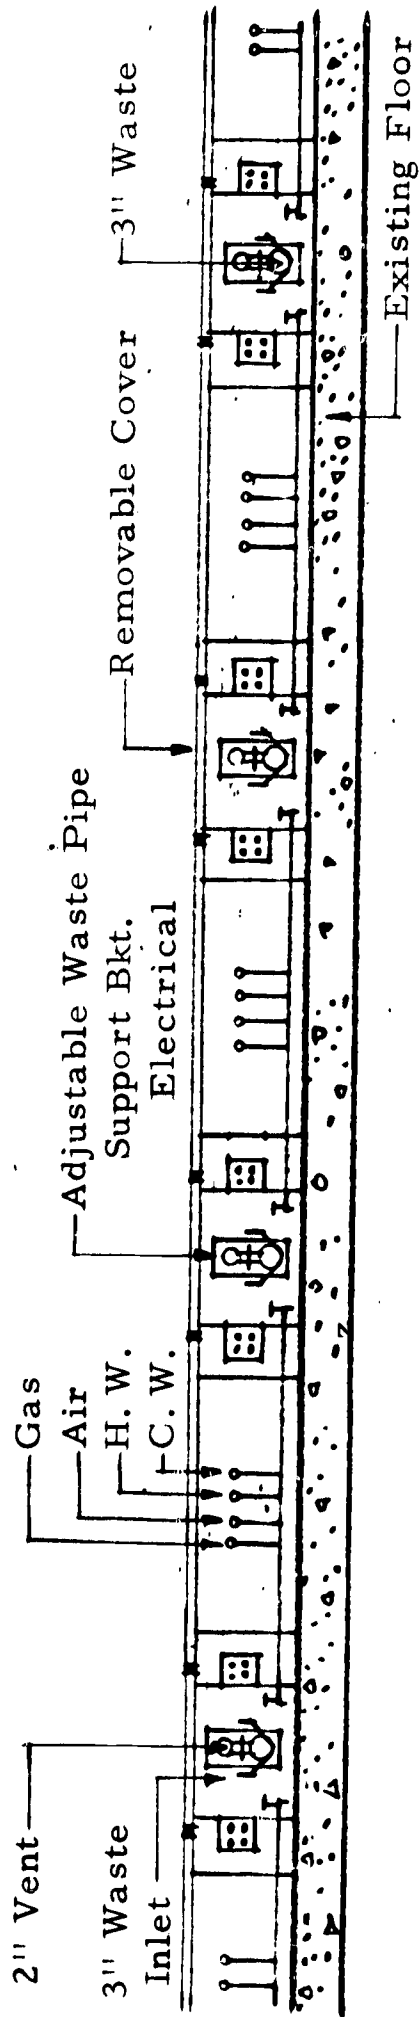 2" Vent
3" Waste
Inlet
Gas
Air
H. W.
C. W.
Adjustable Waste Pipe
Support Bkt.
Electrical
Removable Cover
3" Waste
Existing Floor